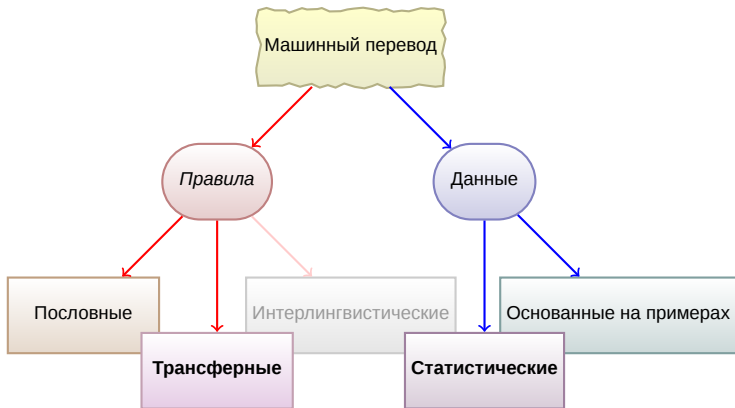 Машинный перевод
Правила
Данные
Пословные
Интерлингвистические
Основанные на примерах
Трансферные
Статистические